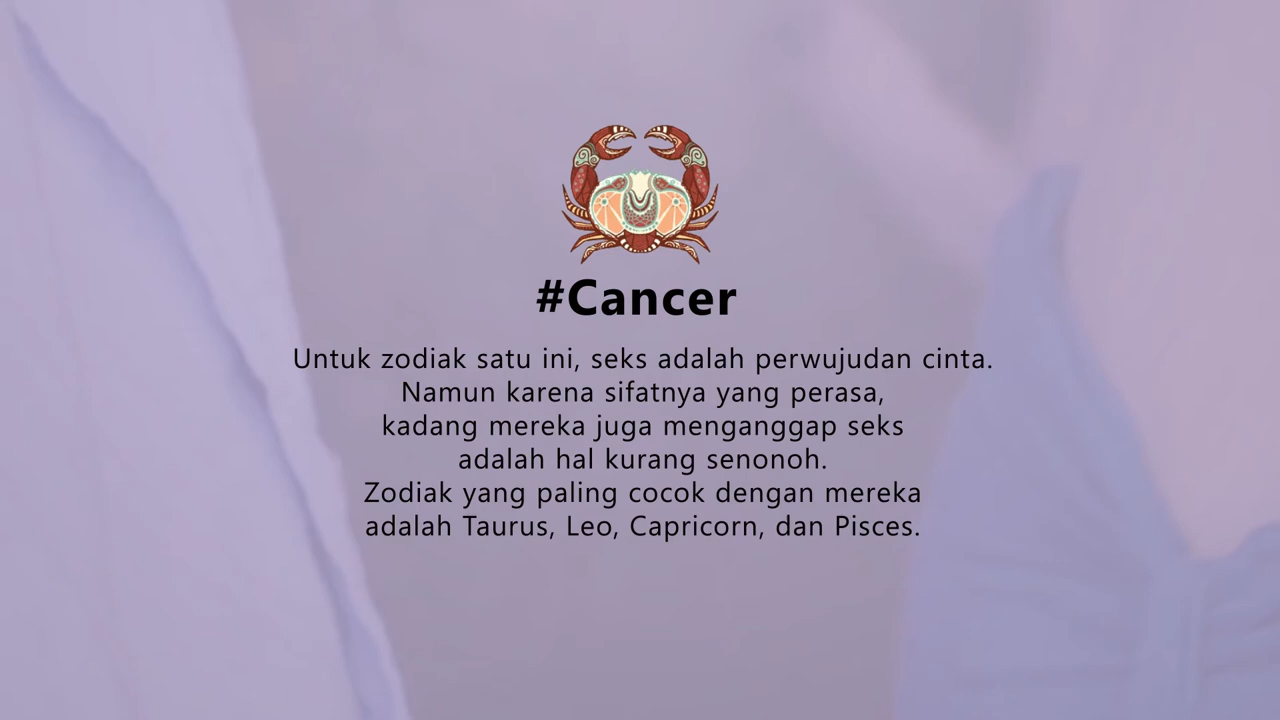 #Cancer
Untuk zodiak satu ini, seks adalah perwujudan cinta.
Namun karena sifatnya yang perasa,
kadang mereka juga menganggap seks
adalah hal kurang senonoh.
Zodiak yang paling cocok dengan mereka
adalah Taurus, Leo, Capricorn, dan Pisces.